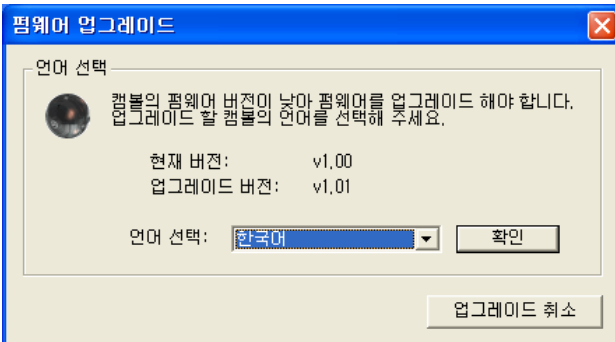 펌웨어 업그레이드
언어 선택
캠볼의 펌웨어 버전이 낮아 펌웨어를 업그레이드 해야 합니다.
업그레이드 할 캠볼의 언어를 선택해 주세요.
현재 버전: v1.00
업그레이드 버전: v1.01
언어 선택: 한국어 확인
업그레이드 취소